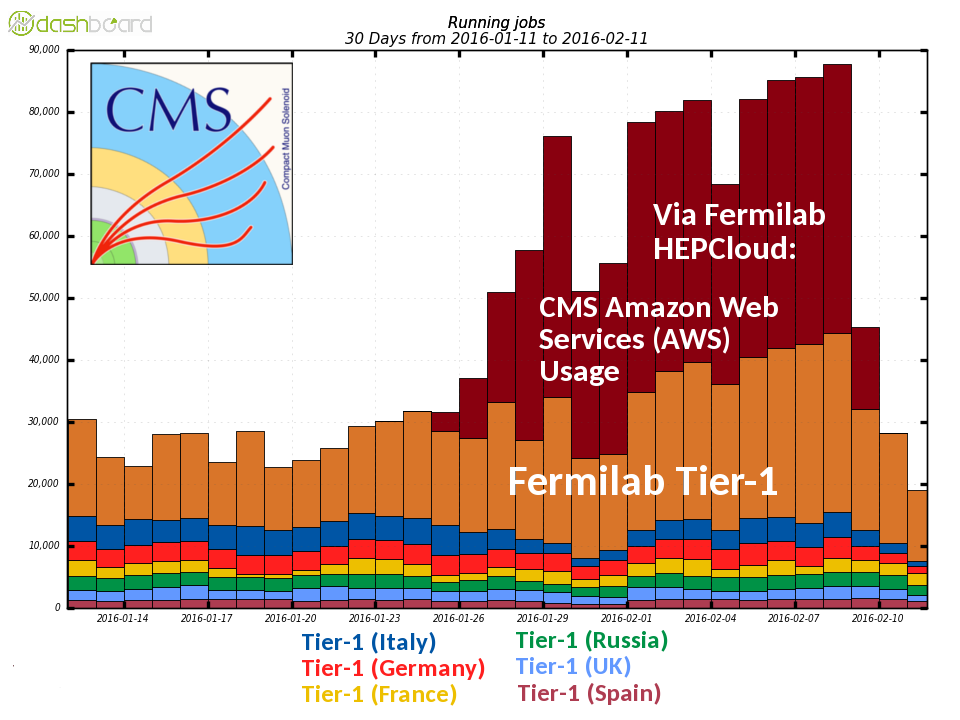 dashboard
Running jobs
30 Days from 2016-01-11 to 2016-02-11
90,000
80,000
70,000
60,000
50,000
40,000
30,000
20,000
10,000
0
CMS
Compact Muon Solenoid
Via Fermilab
HEPCloud:
CMS Amazon Web
Services (AWS)
Usage
Fermilab Tier-1
2016-01-14 2016-01-17 2016-01-20 2016-01-23 2016-01-26 2016-01-29 2016-02-01 2016-02-04 2016-02-07 2016-02-10
Tier-1 (Italy)
Tier-1 (Germany)
Tier-1 (France)
Tier-1 (Russia)
Tier-1 (UK)
Tier-1 (Spain)